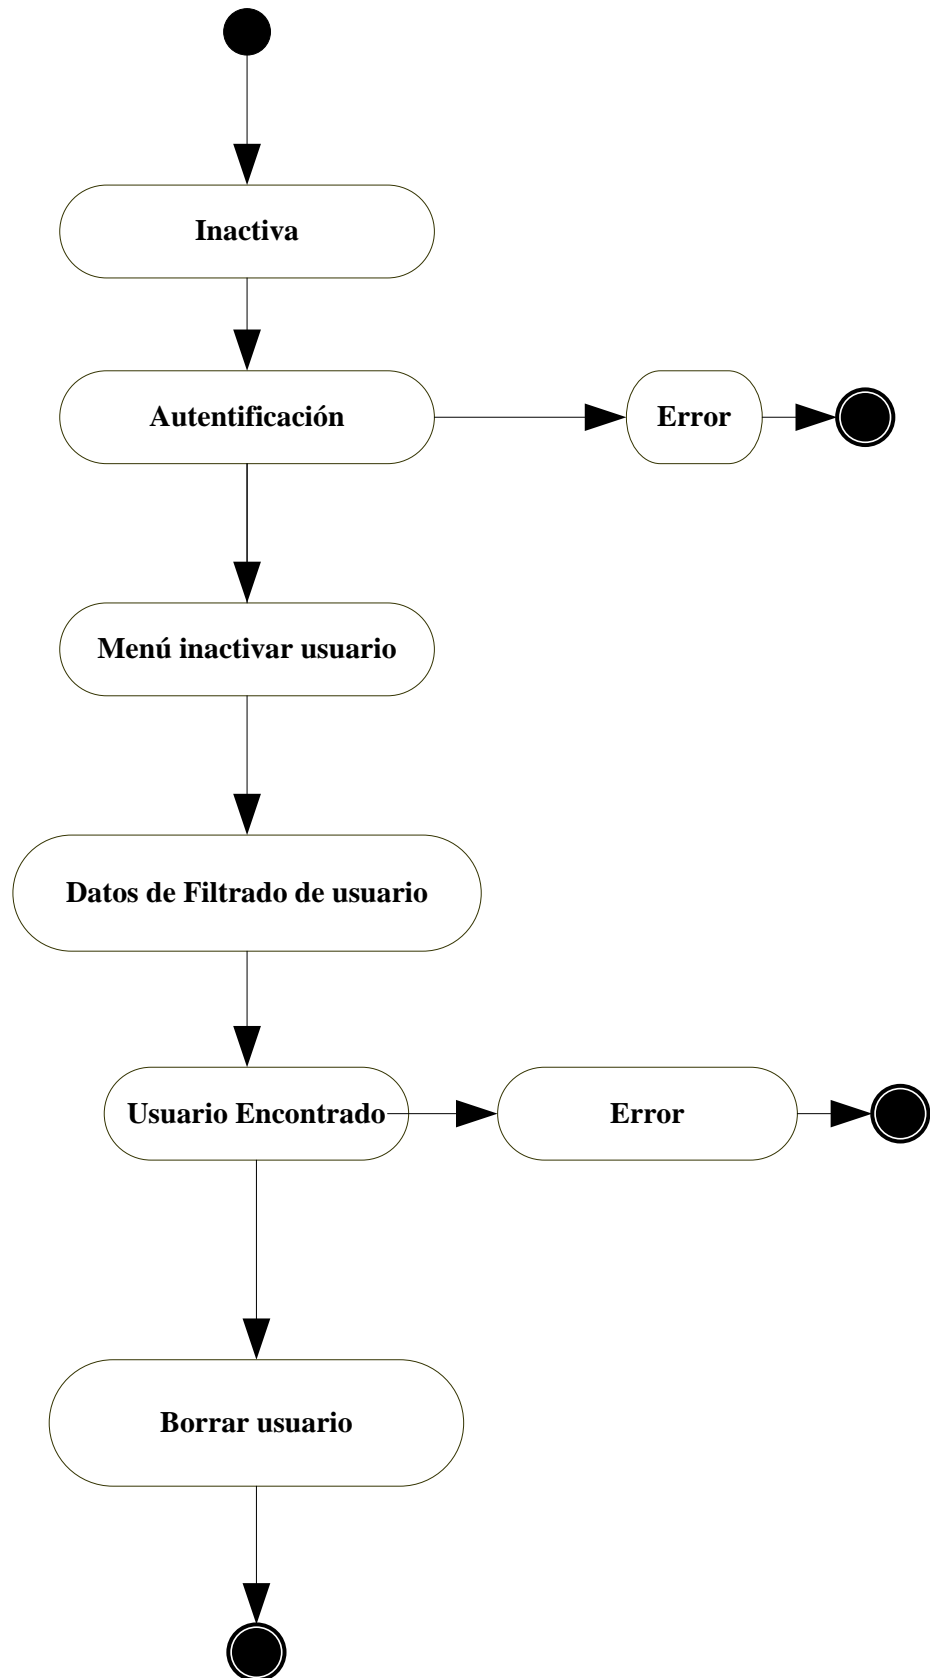 Inactiva
Autentificación
Error
Menú inactivar usuario
Datos de Filtrado de usuario
Usuario Encontrado
Error
Borrar usuario